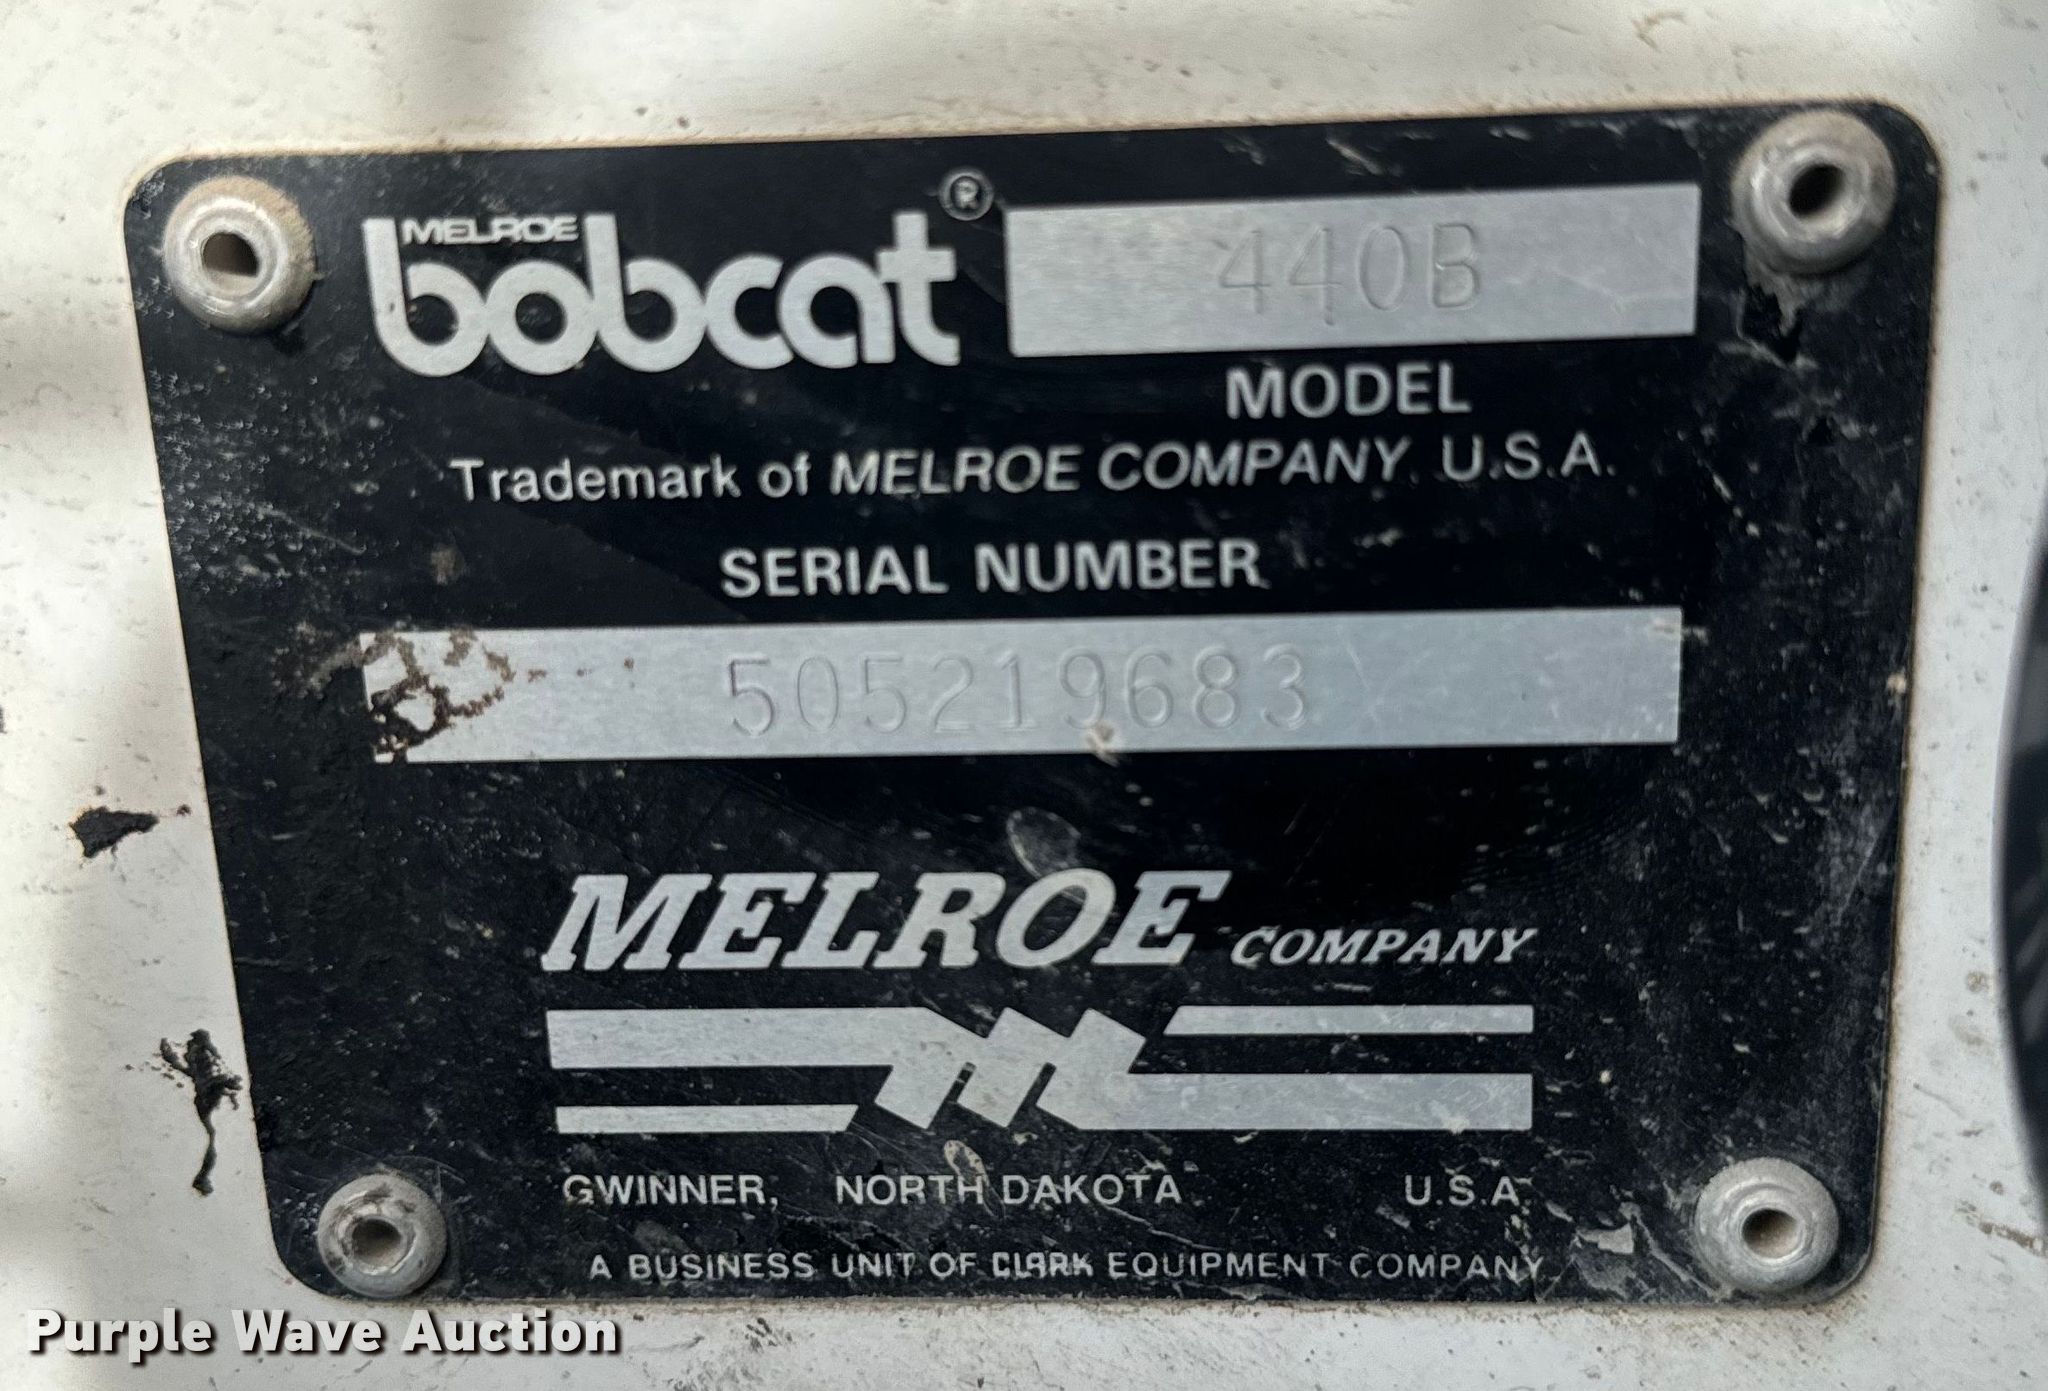 MELROE
bobcat ® 440B
MODEL
Trademark of MELROE COMPANY. U.S.A.
SERIAL NUMBER
505219683
MELROE COMPANY
GWINNER, NORTH DAKOTA U.S.A.
A BUSINESS UNIT OF CLARK EQUIPMENT COMPANY
Purple Wave Auction